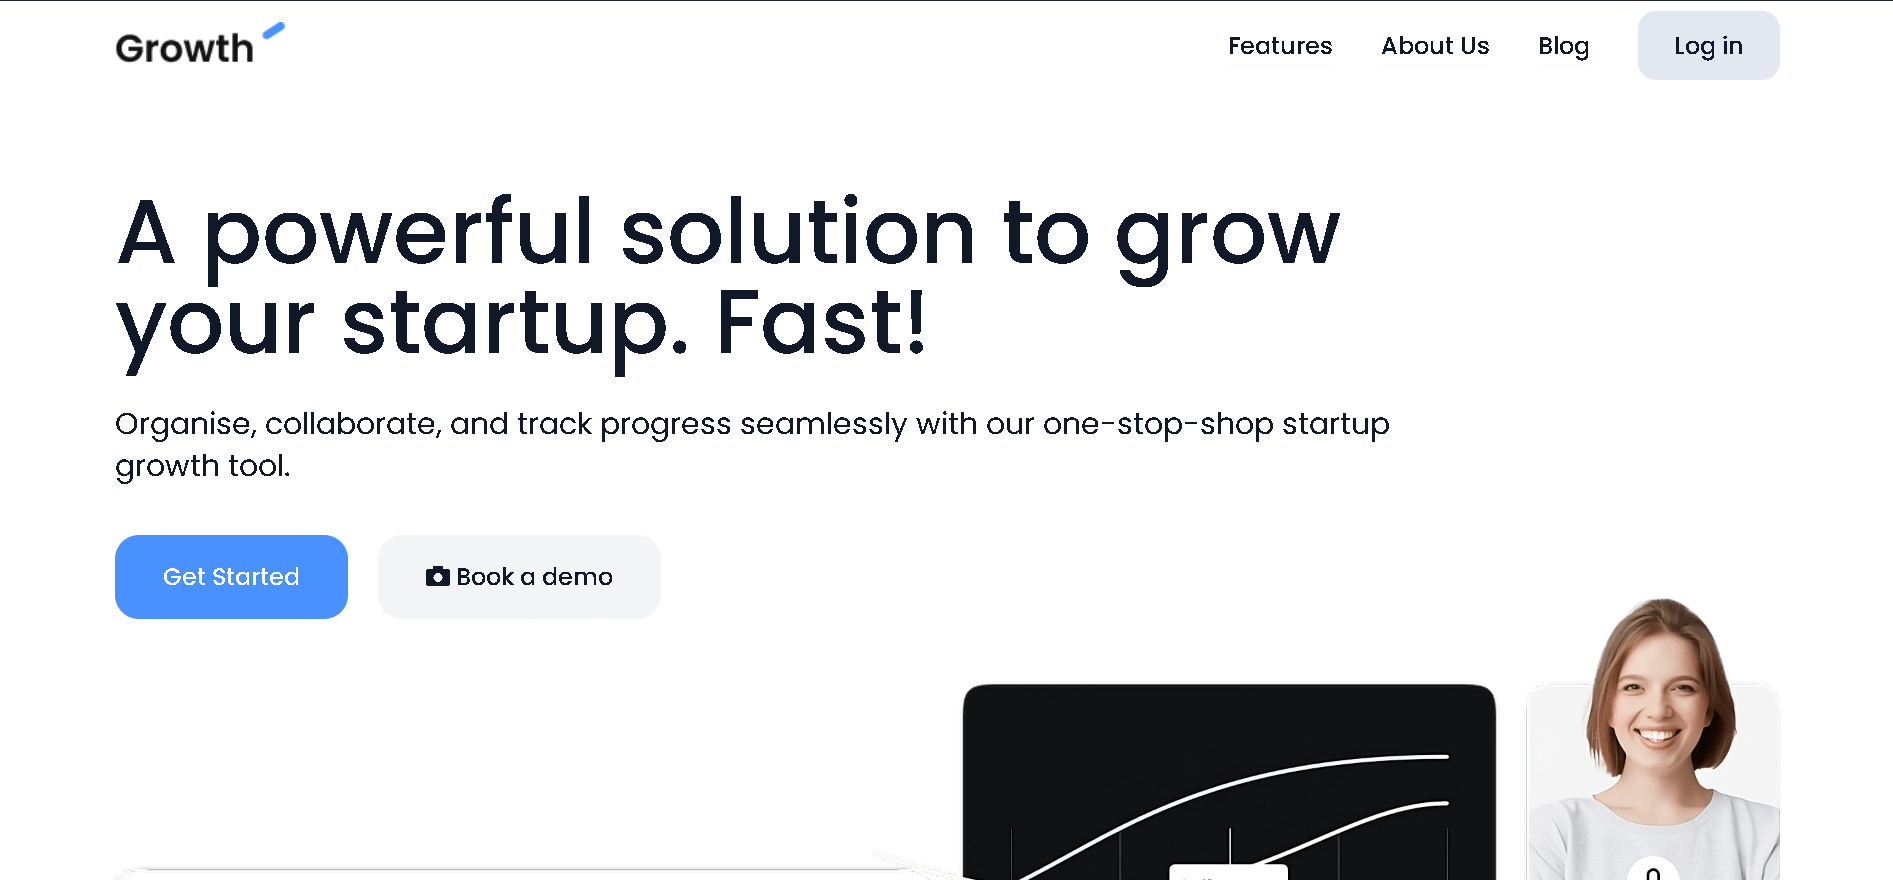 Growth
Features
About Us
Blog
Log in
A powerful solution to grow
your startup. Fast!
Organise, collaborate, and track progress seamlessly with our one-stop-shop startup
growth tool.
Get Started
Book a demo